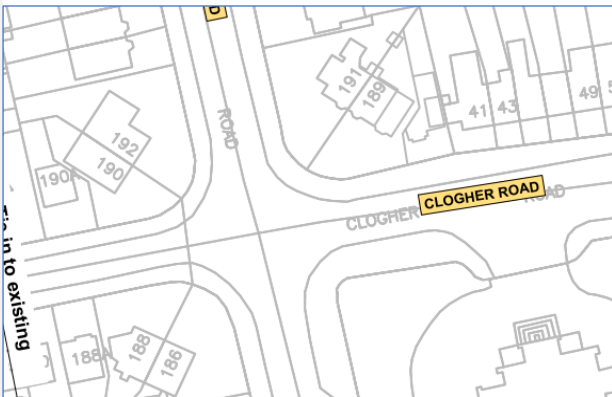 D
ROAD
191
189
41
43
49
192
190
190A
CLOGHER ROAD
CLOGHER ROAD
Tie in to existing
188A
188
186